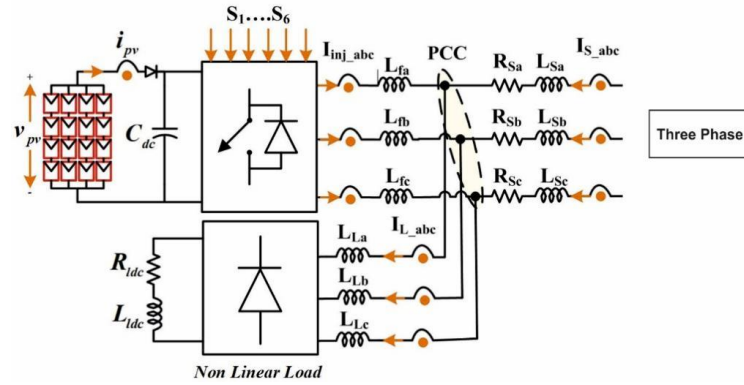 S1....S6
ipv
Iinj_abc
Lfa
PCC
RSa
LSa
IS_abc
+
vpv
-
Cdc
Lfb
RSb
LSb
Three Phase
Lfc
RSc
LSc
Rldc
Lldc
LLa
IL_abc
LLb
LLc
Non Linear Load